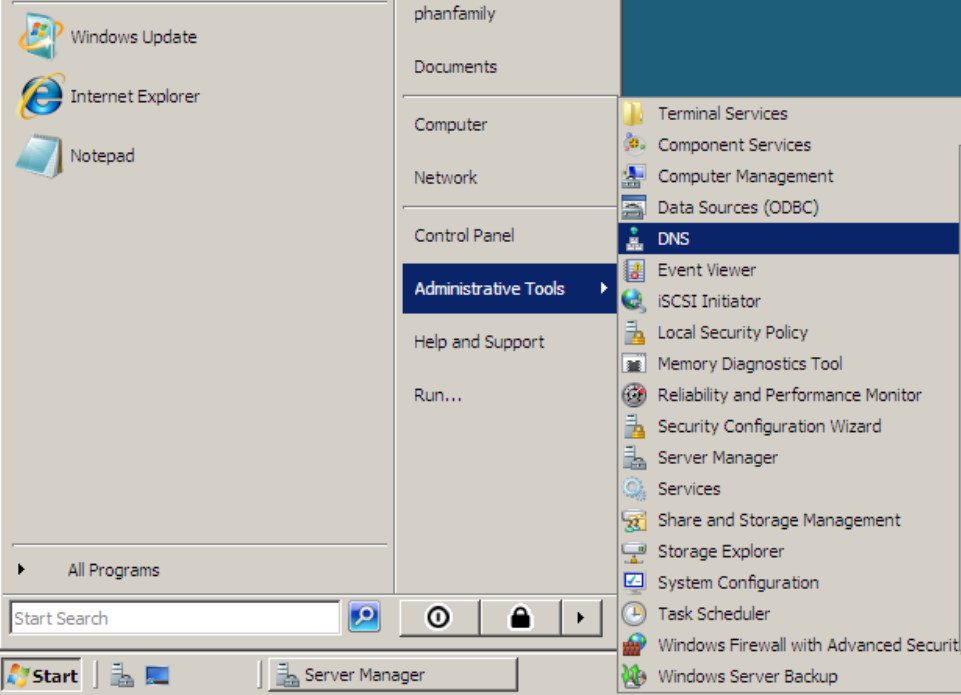 Windows Update
Internet Explorer
Notepad
All Programs
Start Search
phanfamily
Documents
Computer
Network
Control Panel
Administrative Tools
Help and Support
Run...
Terminal Services
Component Services
Computer Management
Data Sources (ODBC)
DNS
Event Viewer
iSCSI Initiator
Local Security Policy
Memory Diagnostics Tool
Reliability and Performance Monitor
Security Configuration Wizard
Server Manager
Services
Share and Storage Management
Storage Explorer
System Configuration
Task Scheduler
Windows Firewall with Advanced Securit
Windows Server Backup
Start
Server Manager